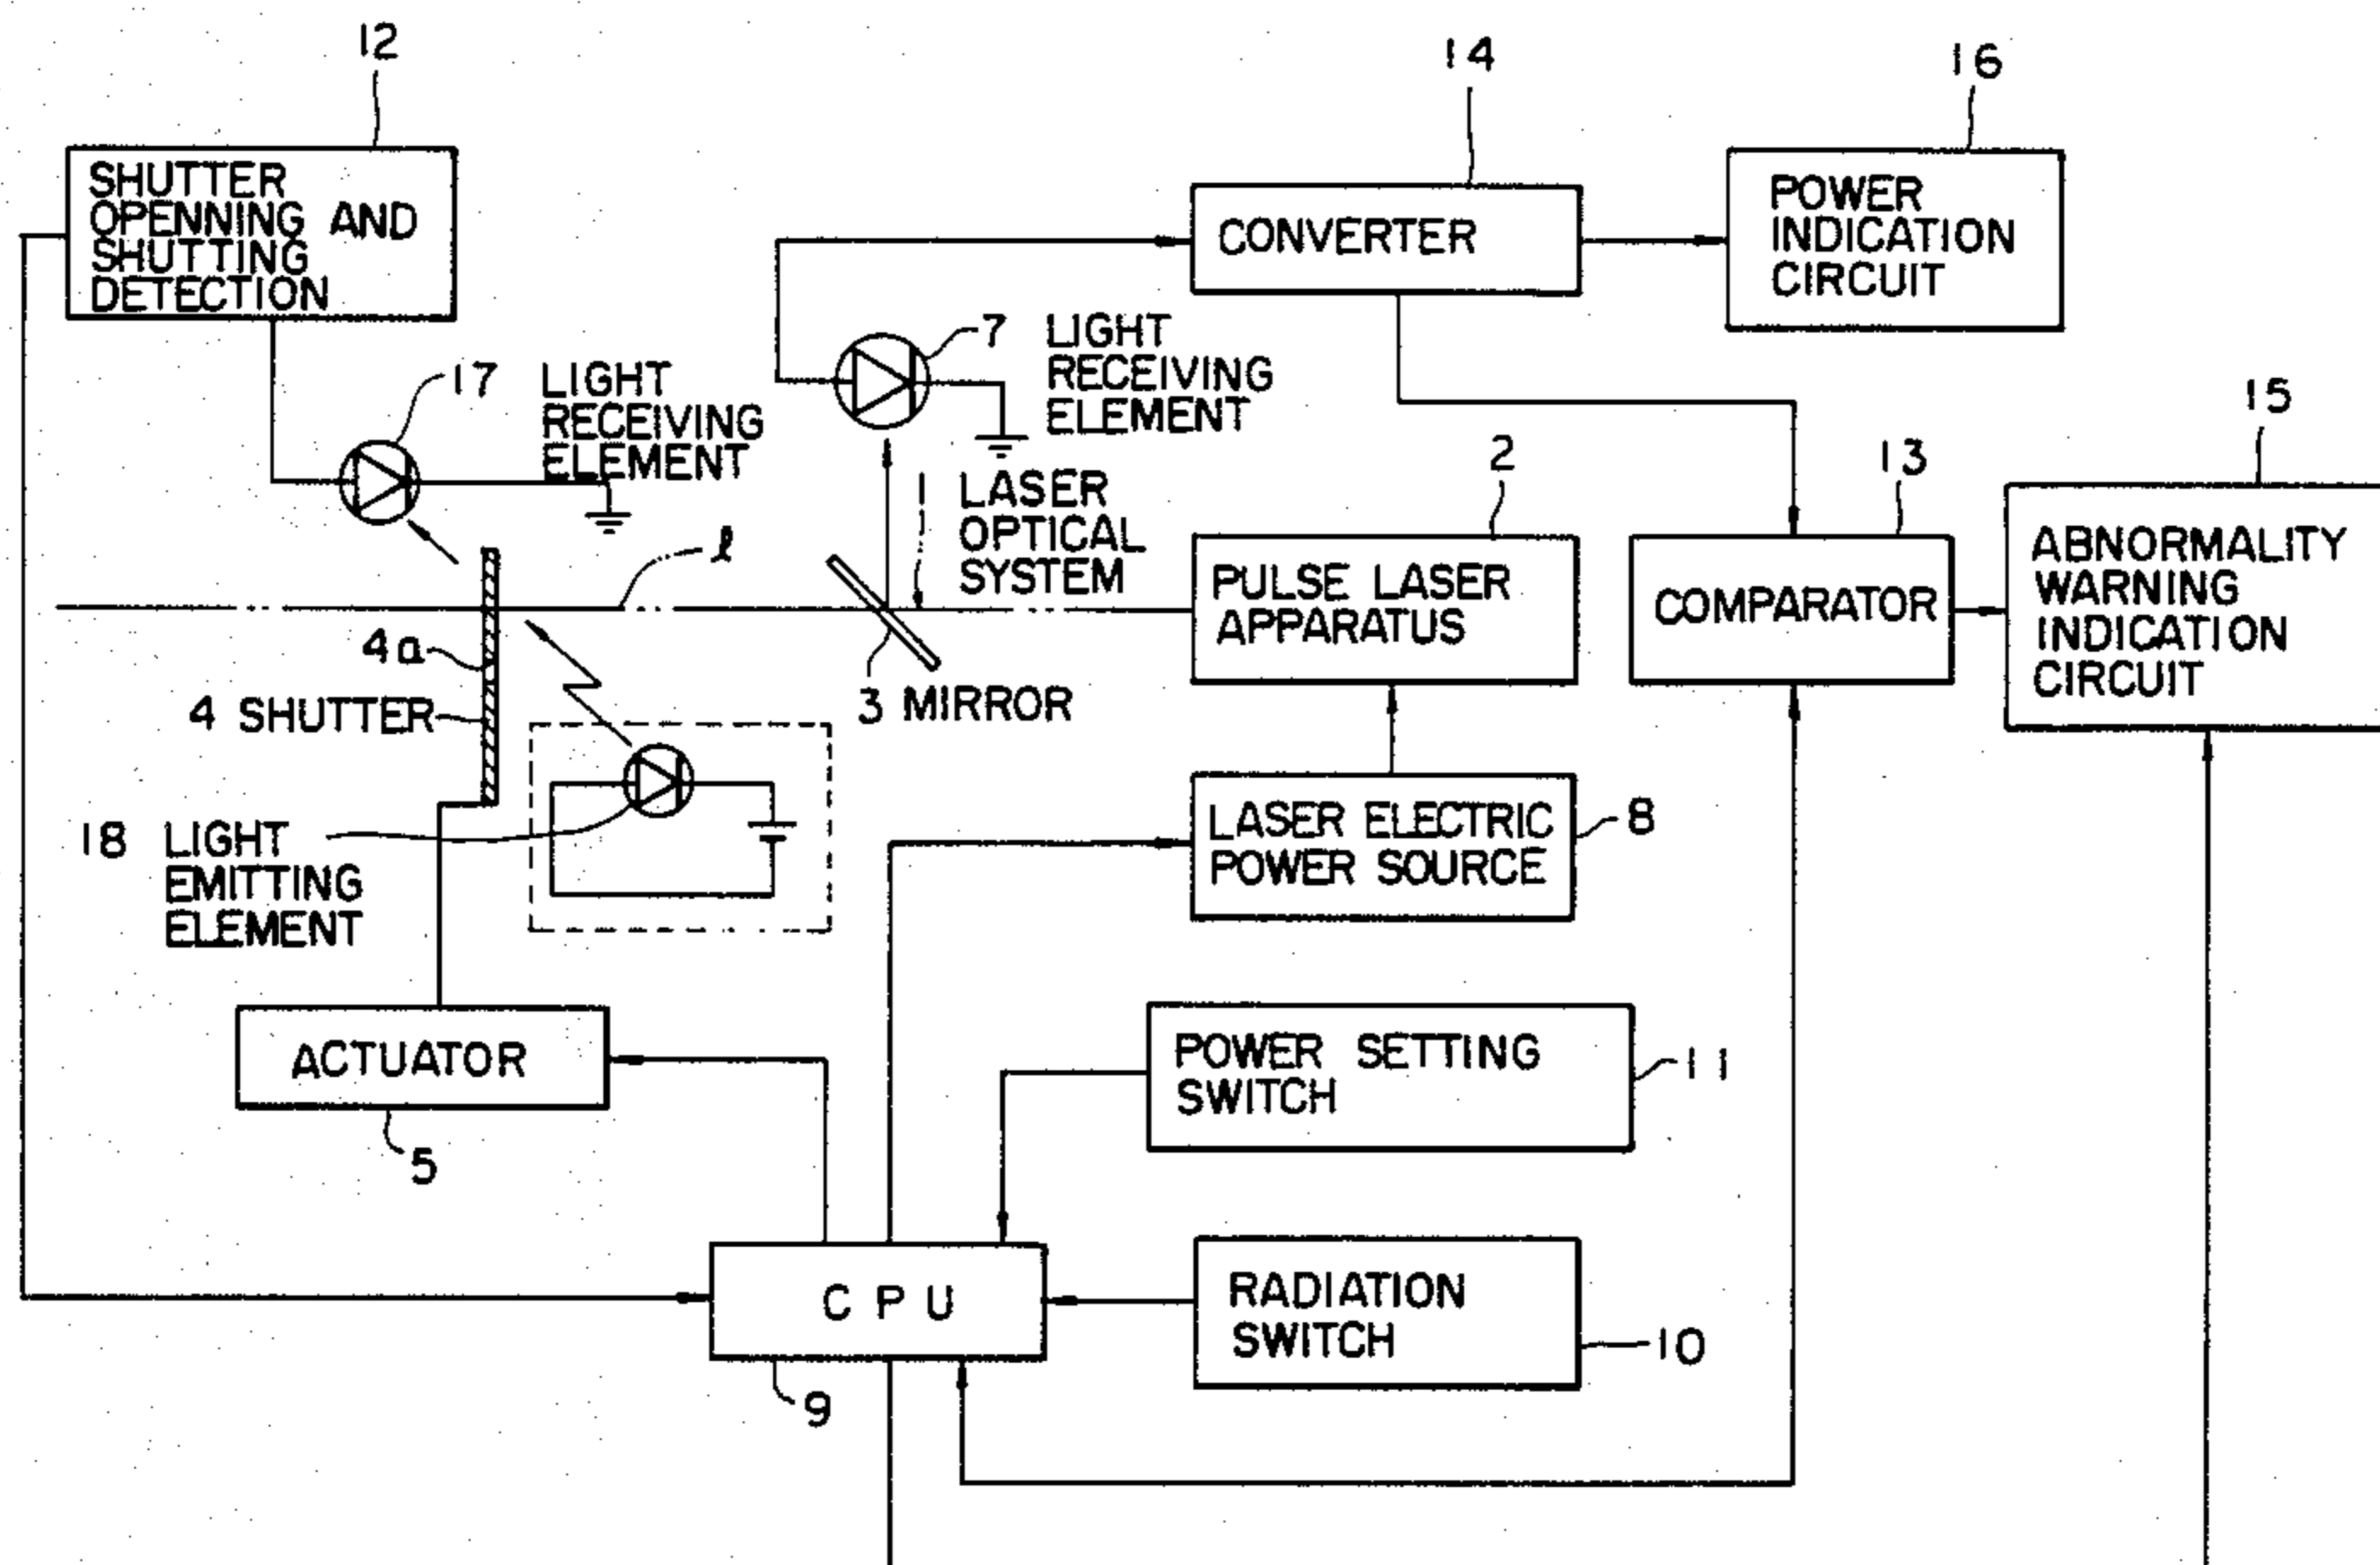 12
SHUTTER
OPENNING AND
SHUTTING
DETECTION
14
CONVERTER
16
POWER
INDICATION
CIRCUIT
17
LIGHT
RECEIVING
ELEMENT
7
LIGHT
RECEIVING
ELEMENT
1
LASER
OPTICAL
SYSTEM
2
PULSE LASER
APPARATUS
13
COMPARATOR
15
ABNORMALITY
WARNING
INDICATION
CIRCUIT
ℓ
4a
4 SHUTTER
3 MIRROR
18 LIGHT
EMITTING
ELEMENT
LASER ELECTRIC
POWER SOURCE
8
ACTUATOR
5
POWER SETTING
SWITCH
11
CPU
9
RADIATION
SWITCH
10